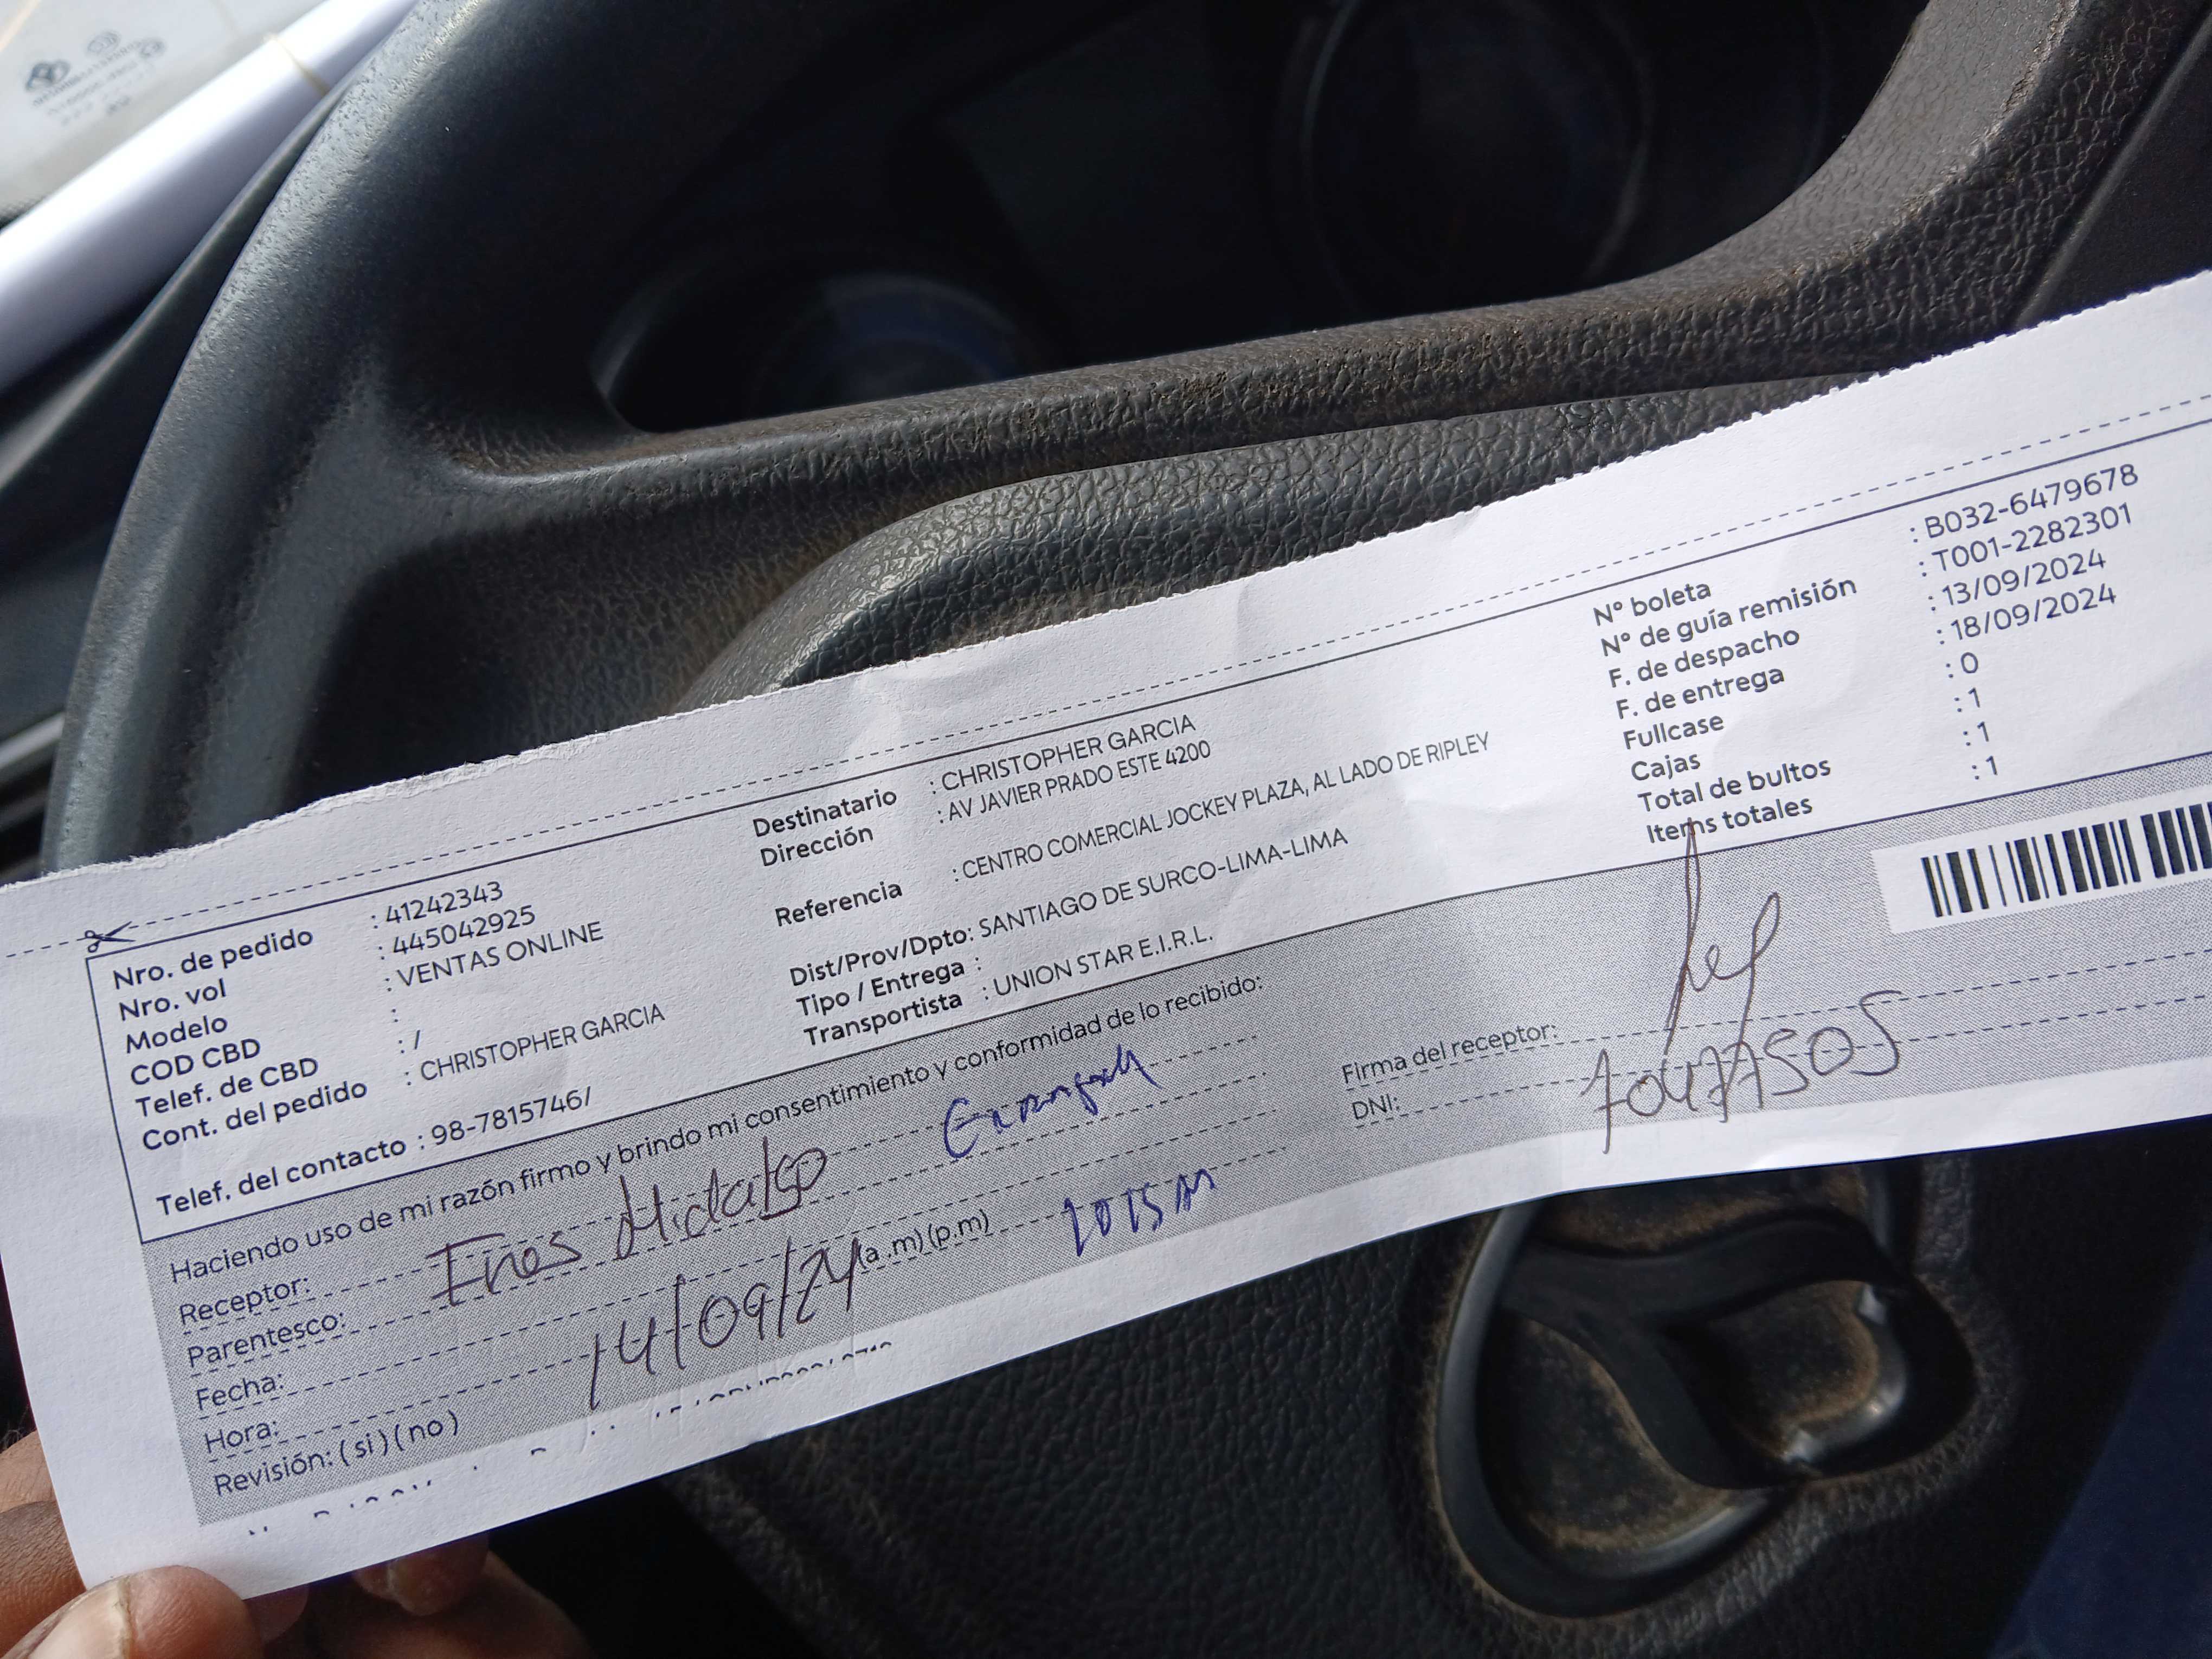 Nro. de pedido : 41242343
Nro. vol : 445042925
Modelo : VENTAS ONLINE
COD CBD :
Telef. de CBD : /
Cont. del pedido : CHRISTOPHER GARCIA
Telef. del contacto : 98-7815746/
Destinatario : CHRISTOPHER GARCIA
Dirección : AV JAVIER PRADO ESTE 4200
Referencia : CENTRO COMERCIAL JOCKEY PLAZA, AL LADO DE RIPLEY
Dist/Prov/Dpto: SANTIAGO DE SURCO-LIMA-LIMA
Tipo / Entrega :
Transportista : UNION STAR E.I.R.L.
N° boleta : B032-6479678
N° de guía remisión : T001-2282301
F. de despacho : 13/09/2024
F. de entrega : 18/09/2024
Fullcase : 0
Cajas : 1
Total de bultos : 1
Items totales : 1
Haciendo uso de mi razón firmo y brindo mi consentimiento y conformidad de lo recibido:
Receptor: Enos Hidalgo
Parentesco:
Fecha: 14/09/24
Hora: (a.m)(p.m)
Revisión: (si)(no)
Firma del receptor:
DNI: 70477505